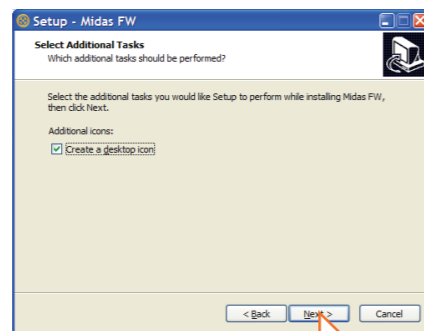 Setup - Midas FW
Select Additional Tasks
Which additional tasks should be performed?
Select the additional tasks you would like Setup to perform while installing Midas FW,
then click Next.
Additional icons:
Create a desktop icon
< Back Next > Cancel